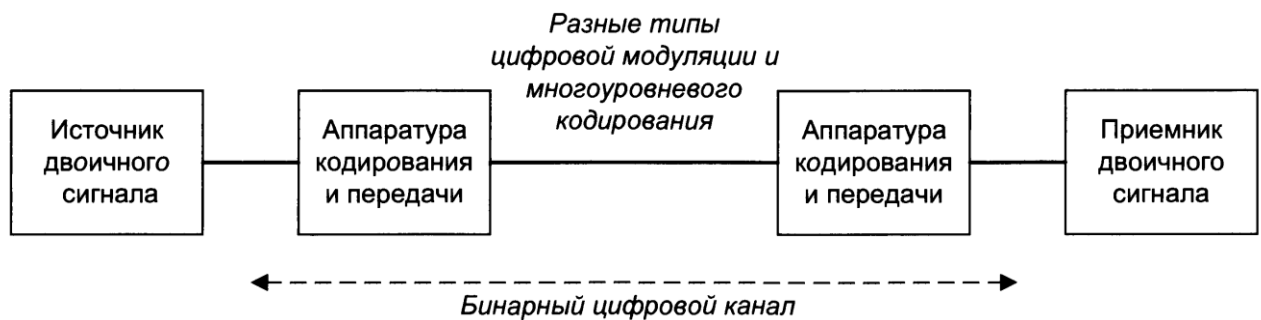 Разные типы
цифровой модуляции и
многоуровневого
кодирования
Источник
двоичного
сигнала
Аппаратура
кодирования
и передачи
Аппаратура
кодирования
и передачи
Приемник
двоичного
сигнала
Бинарный цифровой канал